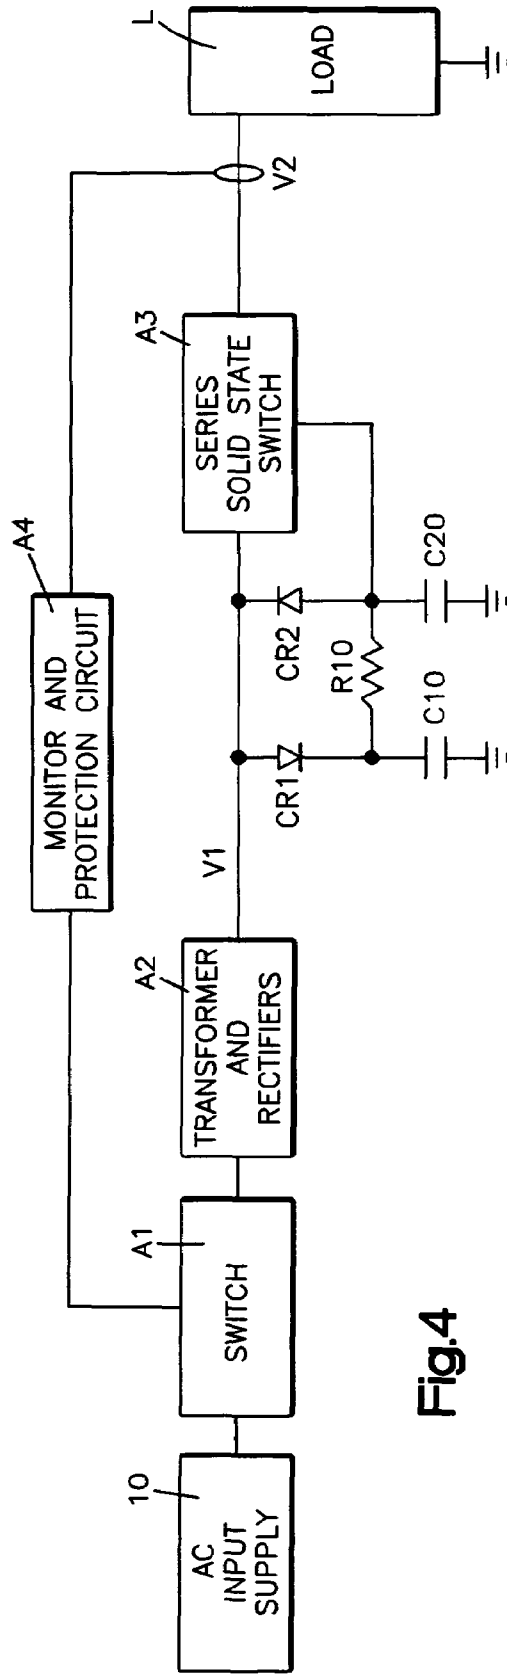 MONITOR AND
PROTECTION CIRCUIT
A4
10
AC
INPUT
SUPPLY
A1
SWITCH
A2
TRANSFORMER
AND
RECTIFIERS
V1
A3
SERIES
SOLID STATE
SWITCH
V2
L
LOAD
CR1
CR2
R10
C10
C20
Fig.4